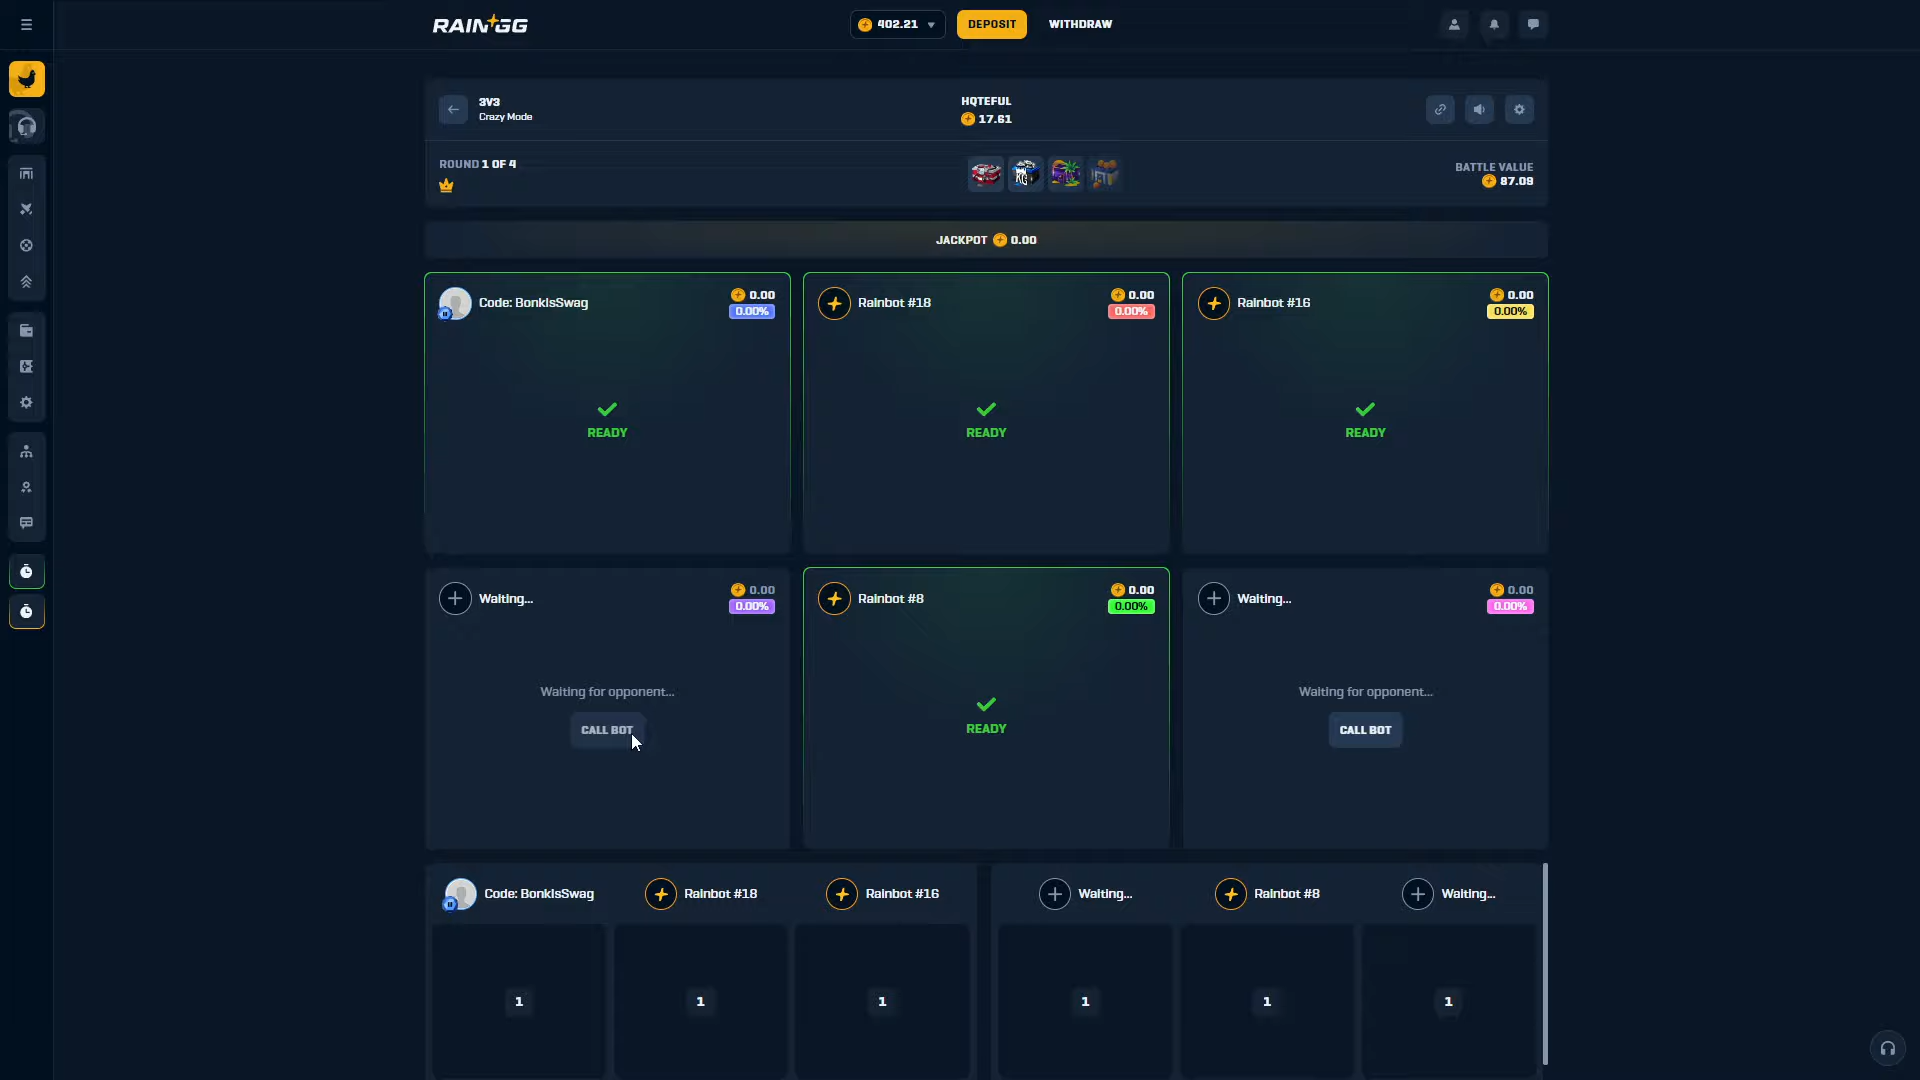 RAIN GG
402.21
DEPOSIT
WITHDRAW
3V3
Crazy Mode
HQTEFUL
17.61
ROUND 1 OF 4
KC
BATTLE VALUE
87.09
JACKPOT 0.00
Code: BonkIsSwag
0.00
0.00%
Rainbot #18
0.00
0.00%
Rainbot #16
0.00
0.00%
READY
READY
READY
Waiting...
0.00
0.00%
Rainbot #8
0.00
0.00%
Waiting...
0.00
0.00%
Waiting for opponent...
CALL BOT
READY
Waiting for opponent...
CALL BOT
Code: BonkIsSwag
Rainbot #18
Rainbot #16
Waiting...
Rainbot #8
Waiting...
1
1
1
1
1
1